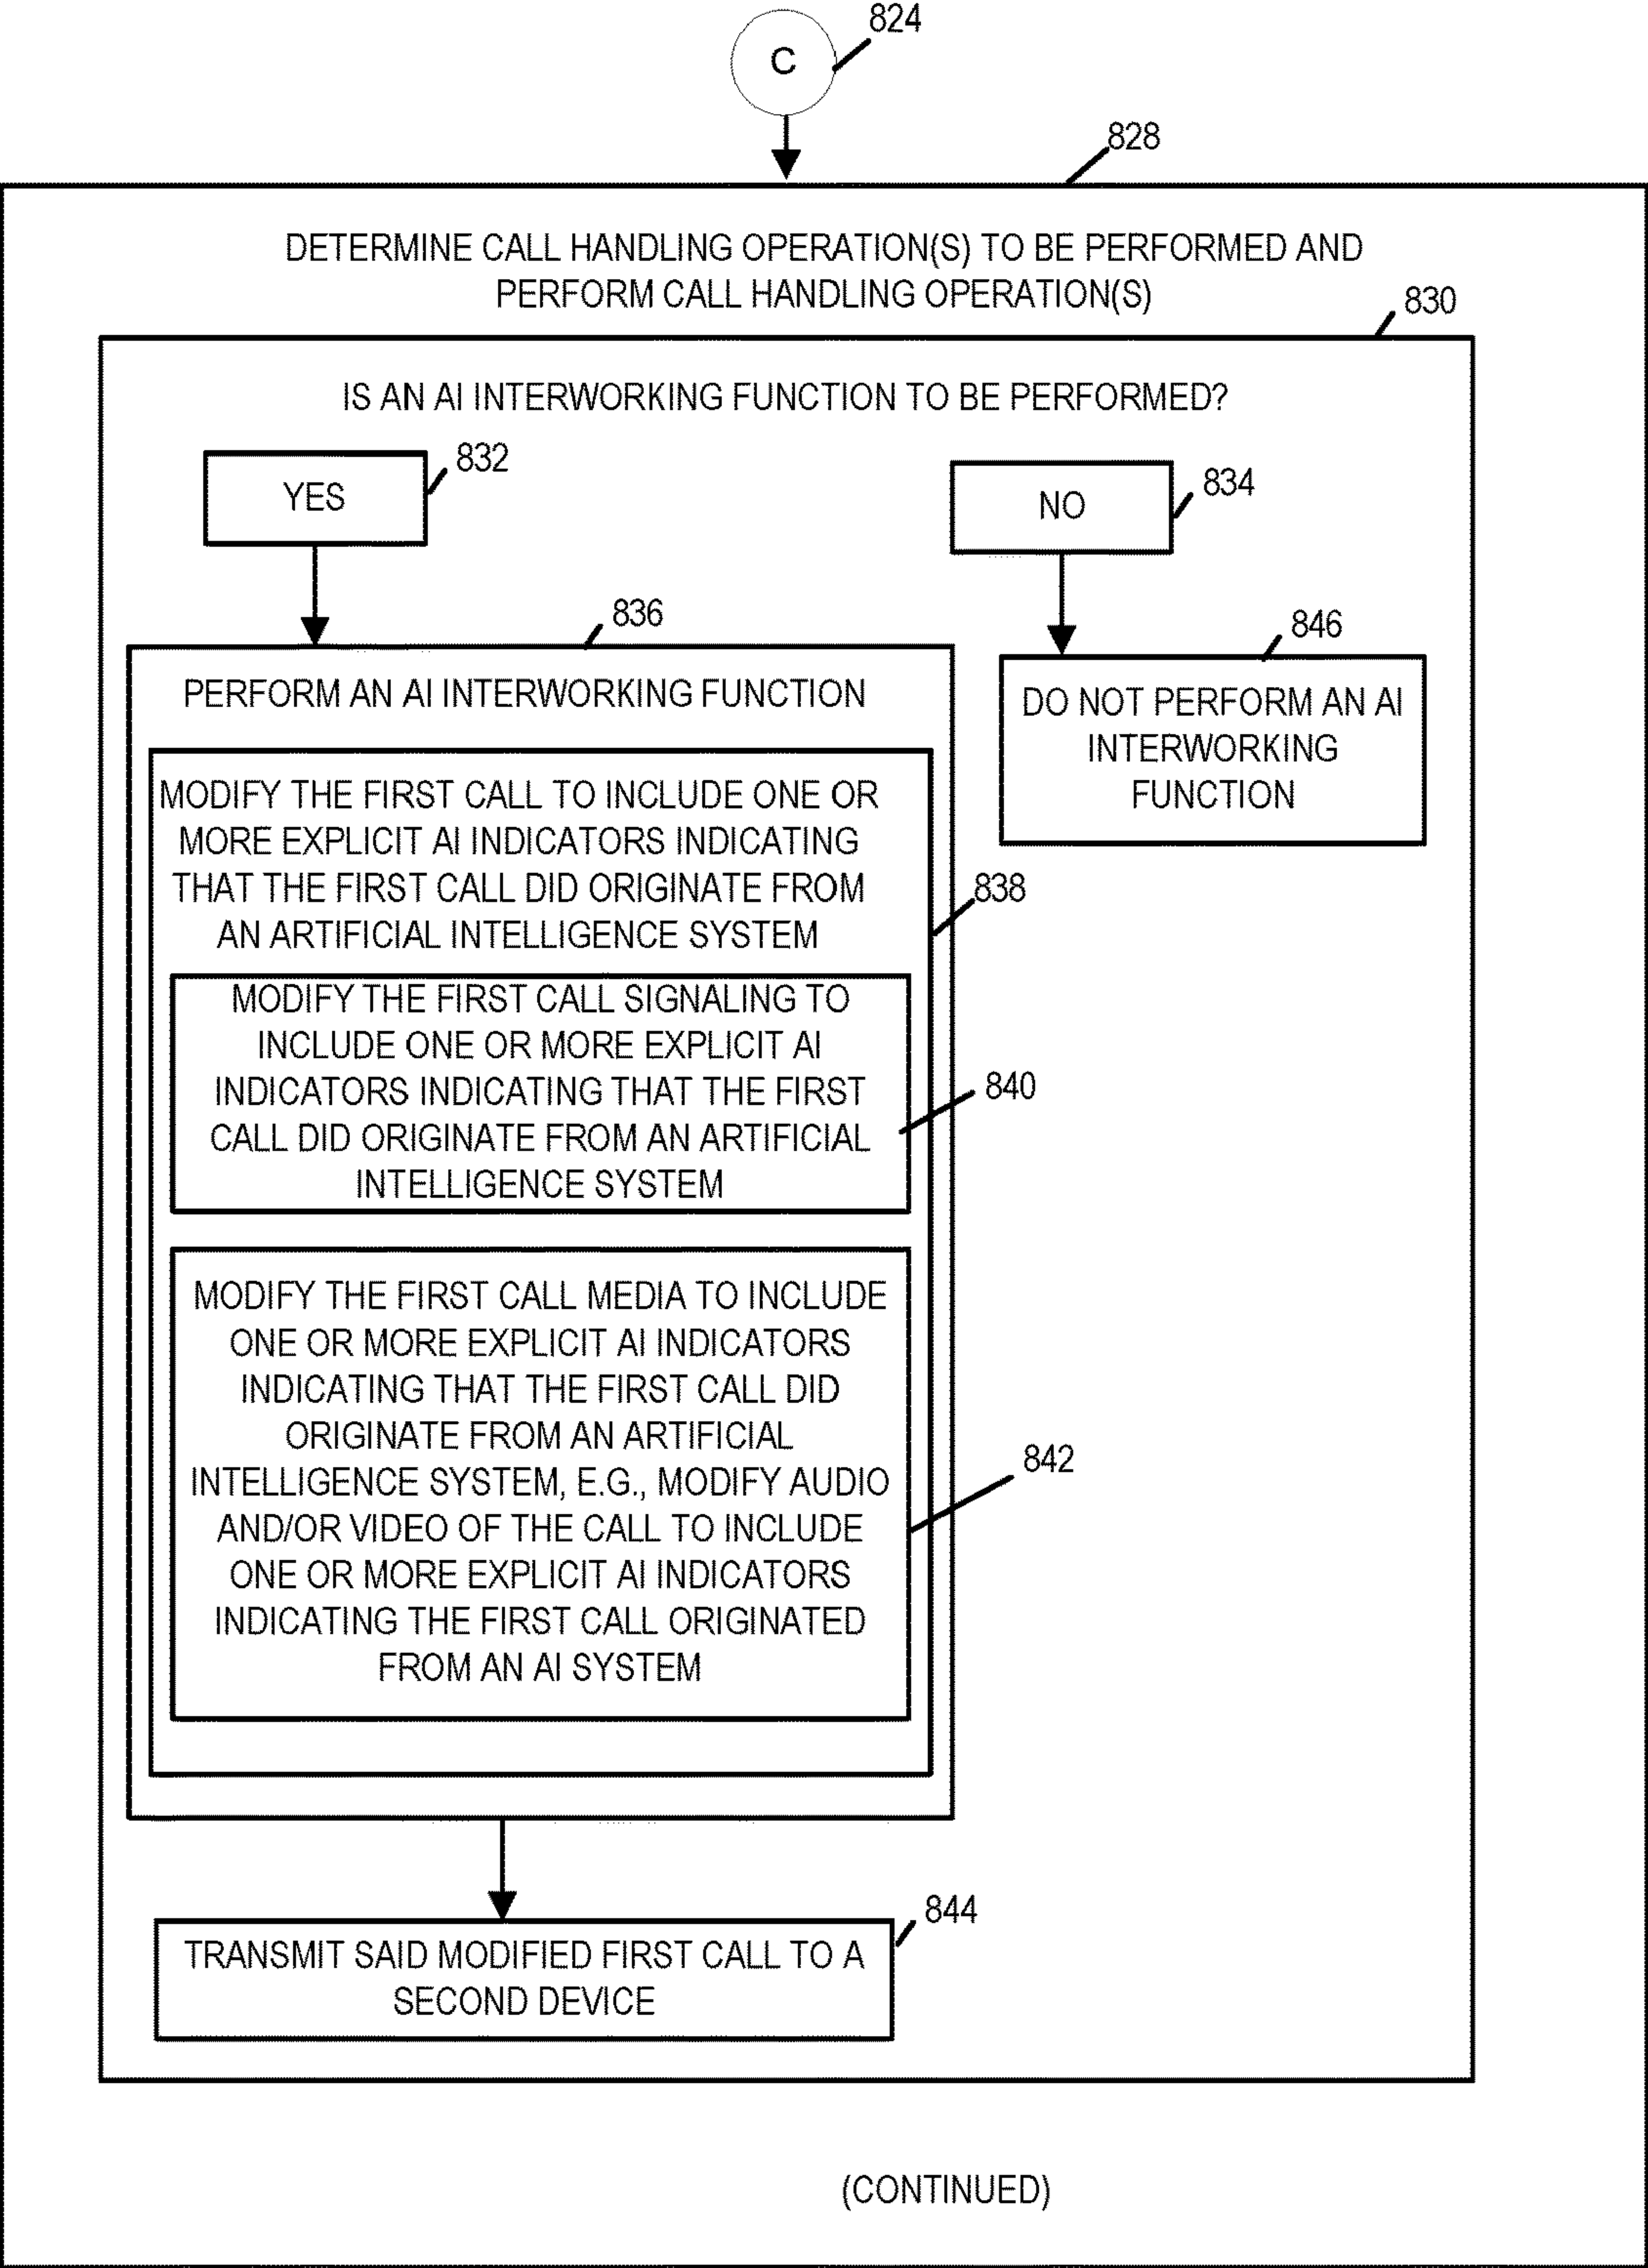 C
824
828
DETERMINE CALL HANDLING OPERATION(S) TO BE PERFORMED AND
PERFORM CALL HANDLING OPERATION(S)
830
IS AN AI INTERWORKING FUNCTION TO BE PERFORMED?
YES
832
NO
834
836
PERFORM AN AI INTERWORKING FUNCTION
846
DO NOT PERFORM AN AI
INTERWORKING
FUNCTION
MODIFY THE FIRST CALL TO INCLUDE ONE OR
MORE EXPLICIT AI INDICATORS INDICATING
THAT THE FIRST CALL DID ORIGINATE FROM
AN ARTIFICIAL INTELLIGENCE SYSTEM
838
MODIFY THE FIRST CALL SIGNALING TO
INCLUDE ONE OR MORE EXPLICIT AI
INDICATORS INDICATING THAT THE FIRST
CALL DID ORIGINATE FROM AN ARTIFICIAL
INTELLIGENCE SYSTEM
840
MODIFY THE FIRST CALL MEDIA TO INCLUDE
ONE OR MORE EXPLICIT AI INDICATORS
INDICATING THAT THE FIRST CALL DID
ORIGINATE FROM AN ARTIFICIAL
INTELLIGENCE SYSTEM, E.G., MODIFY AUDIO
AND/OR VIDEO OF THE CALL TO INCLUDE
ONE OR MORE EXPLICIT AI INDICATORS
INDICATING THE FIRST CALL ORIGINATED
FROM AN AI SYSTEM
842
844
TRANSMIT SAID MODIFIED FIRST CALL TO A
SECOND DEVICE
(CONTINUED)